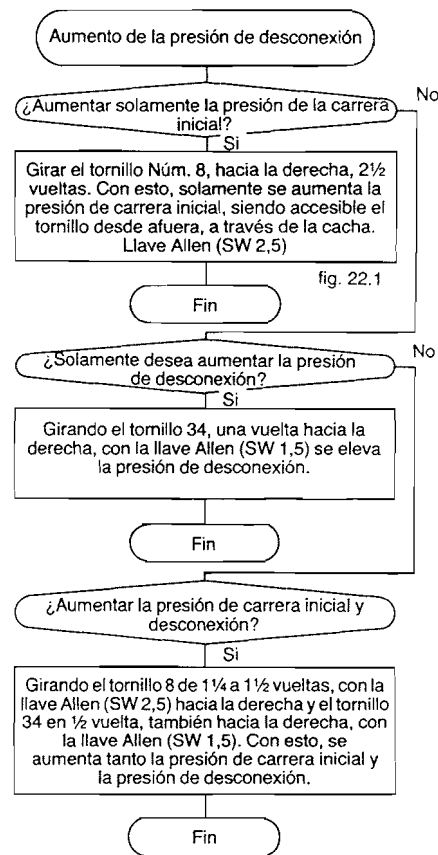 Aumento de la presión de desconexión
No
¿Aumentar solamente la presión de la carrera
inicial?
Si
Girar el tornillo Núm. 8, hacia la derecha, 2½
vueltas. Con esto, solamente se aumenta la
presión de carrera inicial, siendo accesible el
tornillo desde afuera, a través de la cacha.
Llave Allen (SW 2,5)
fig. 22.1
Fin
No
¿Solamente desea aumentar la presión
de desconexión?
Si
Girando el tornillo 34, una vuelta hacia la
derecha, con la llave Allen (SW 1,5) se eleva
la presión de desconexión.
Fin
¿Aumentar la presión de carrera inicial y
desconexión?
Si
Girando el tornillo 8 de 1¼ a 1½ vueltas, con la
llave Allen (SW 2,5) hacia la derecha y el tornillo
34 en ½ vuelta, también hacia la derecha, con
la llave Allen (SW 1,5). Con esto, se
aumenta tanto la presión de carrera inicial y
la presión de desconexión.
Fin